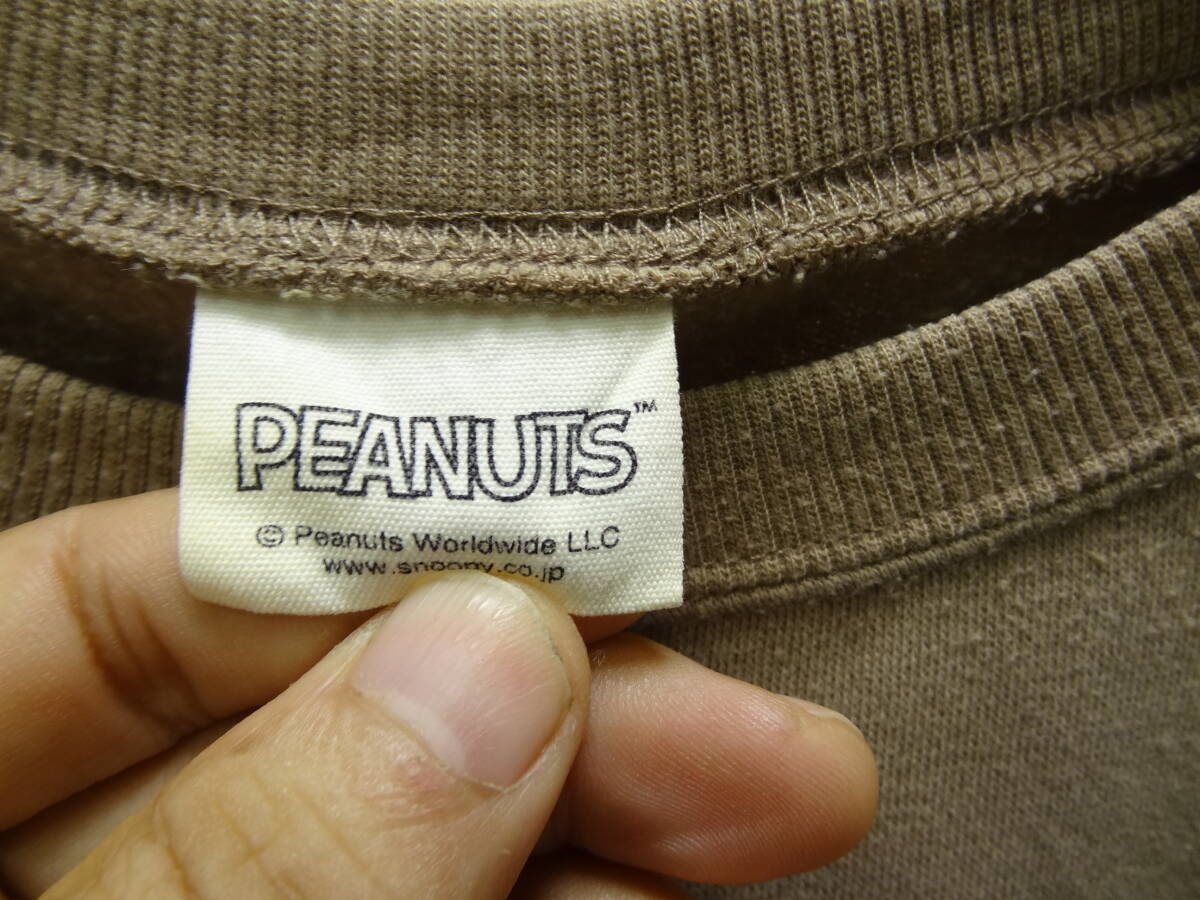 PEANUTS™
© Peanuts Worldwide LLC
www.snoopy.co.jp